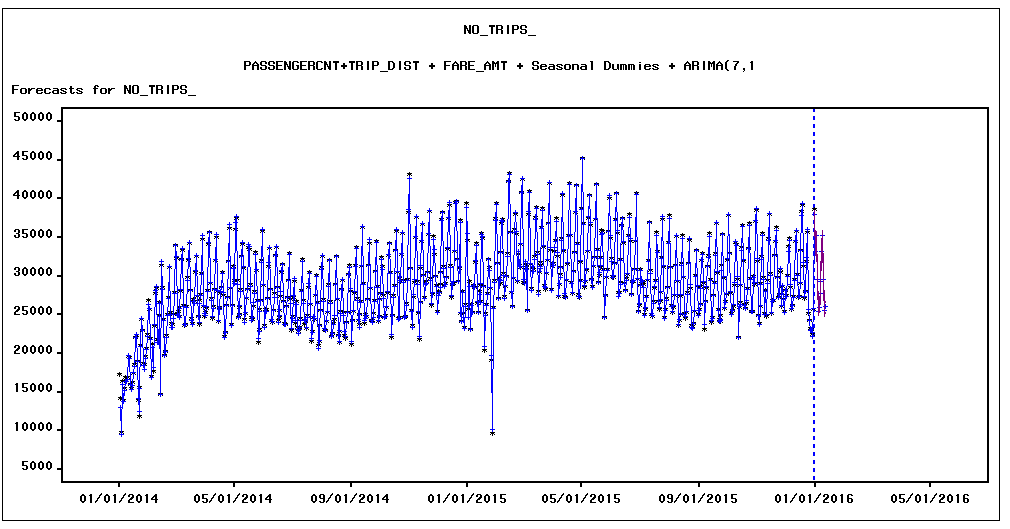 NO_TRIPS_
PASSENGERCNT+TRIP_DIST + FARE_AMT + Seasonal Dummies + ARIMA(7,1
Forecasts for NO_TRIPS_
50000
45000
40000
35000
30000
25000
20000
15000
10000
5000
01/01/2014 05/01/2014 09/01/2014 01/01/2015 05/01/2015 09/01/2015 01/01/2016 05/01/2016